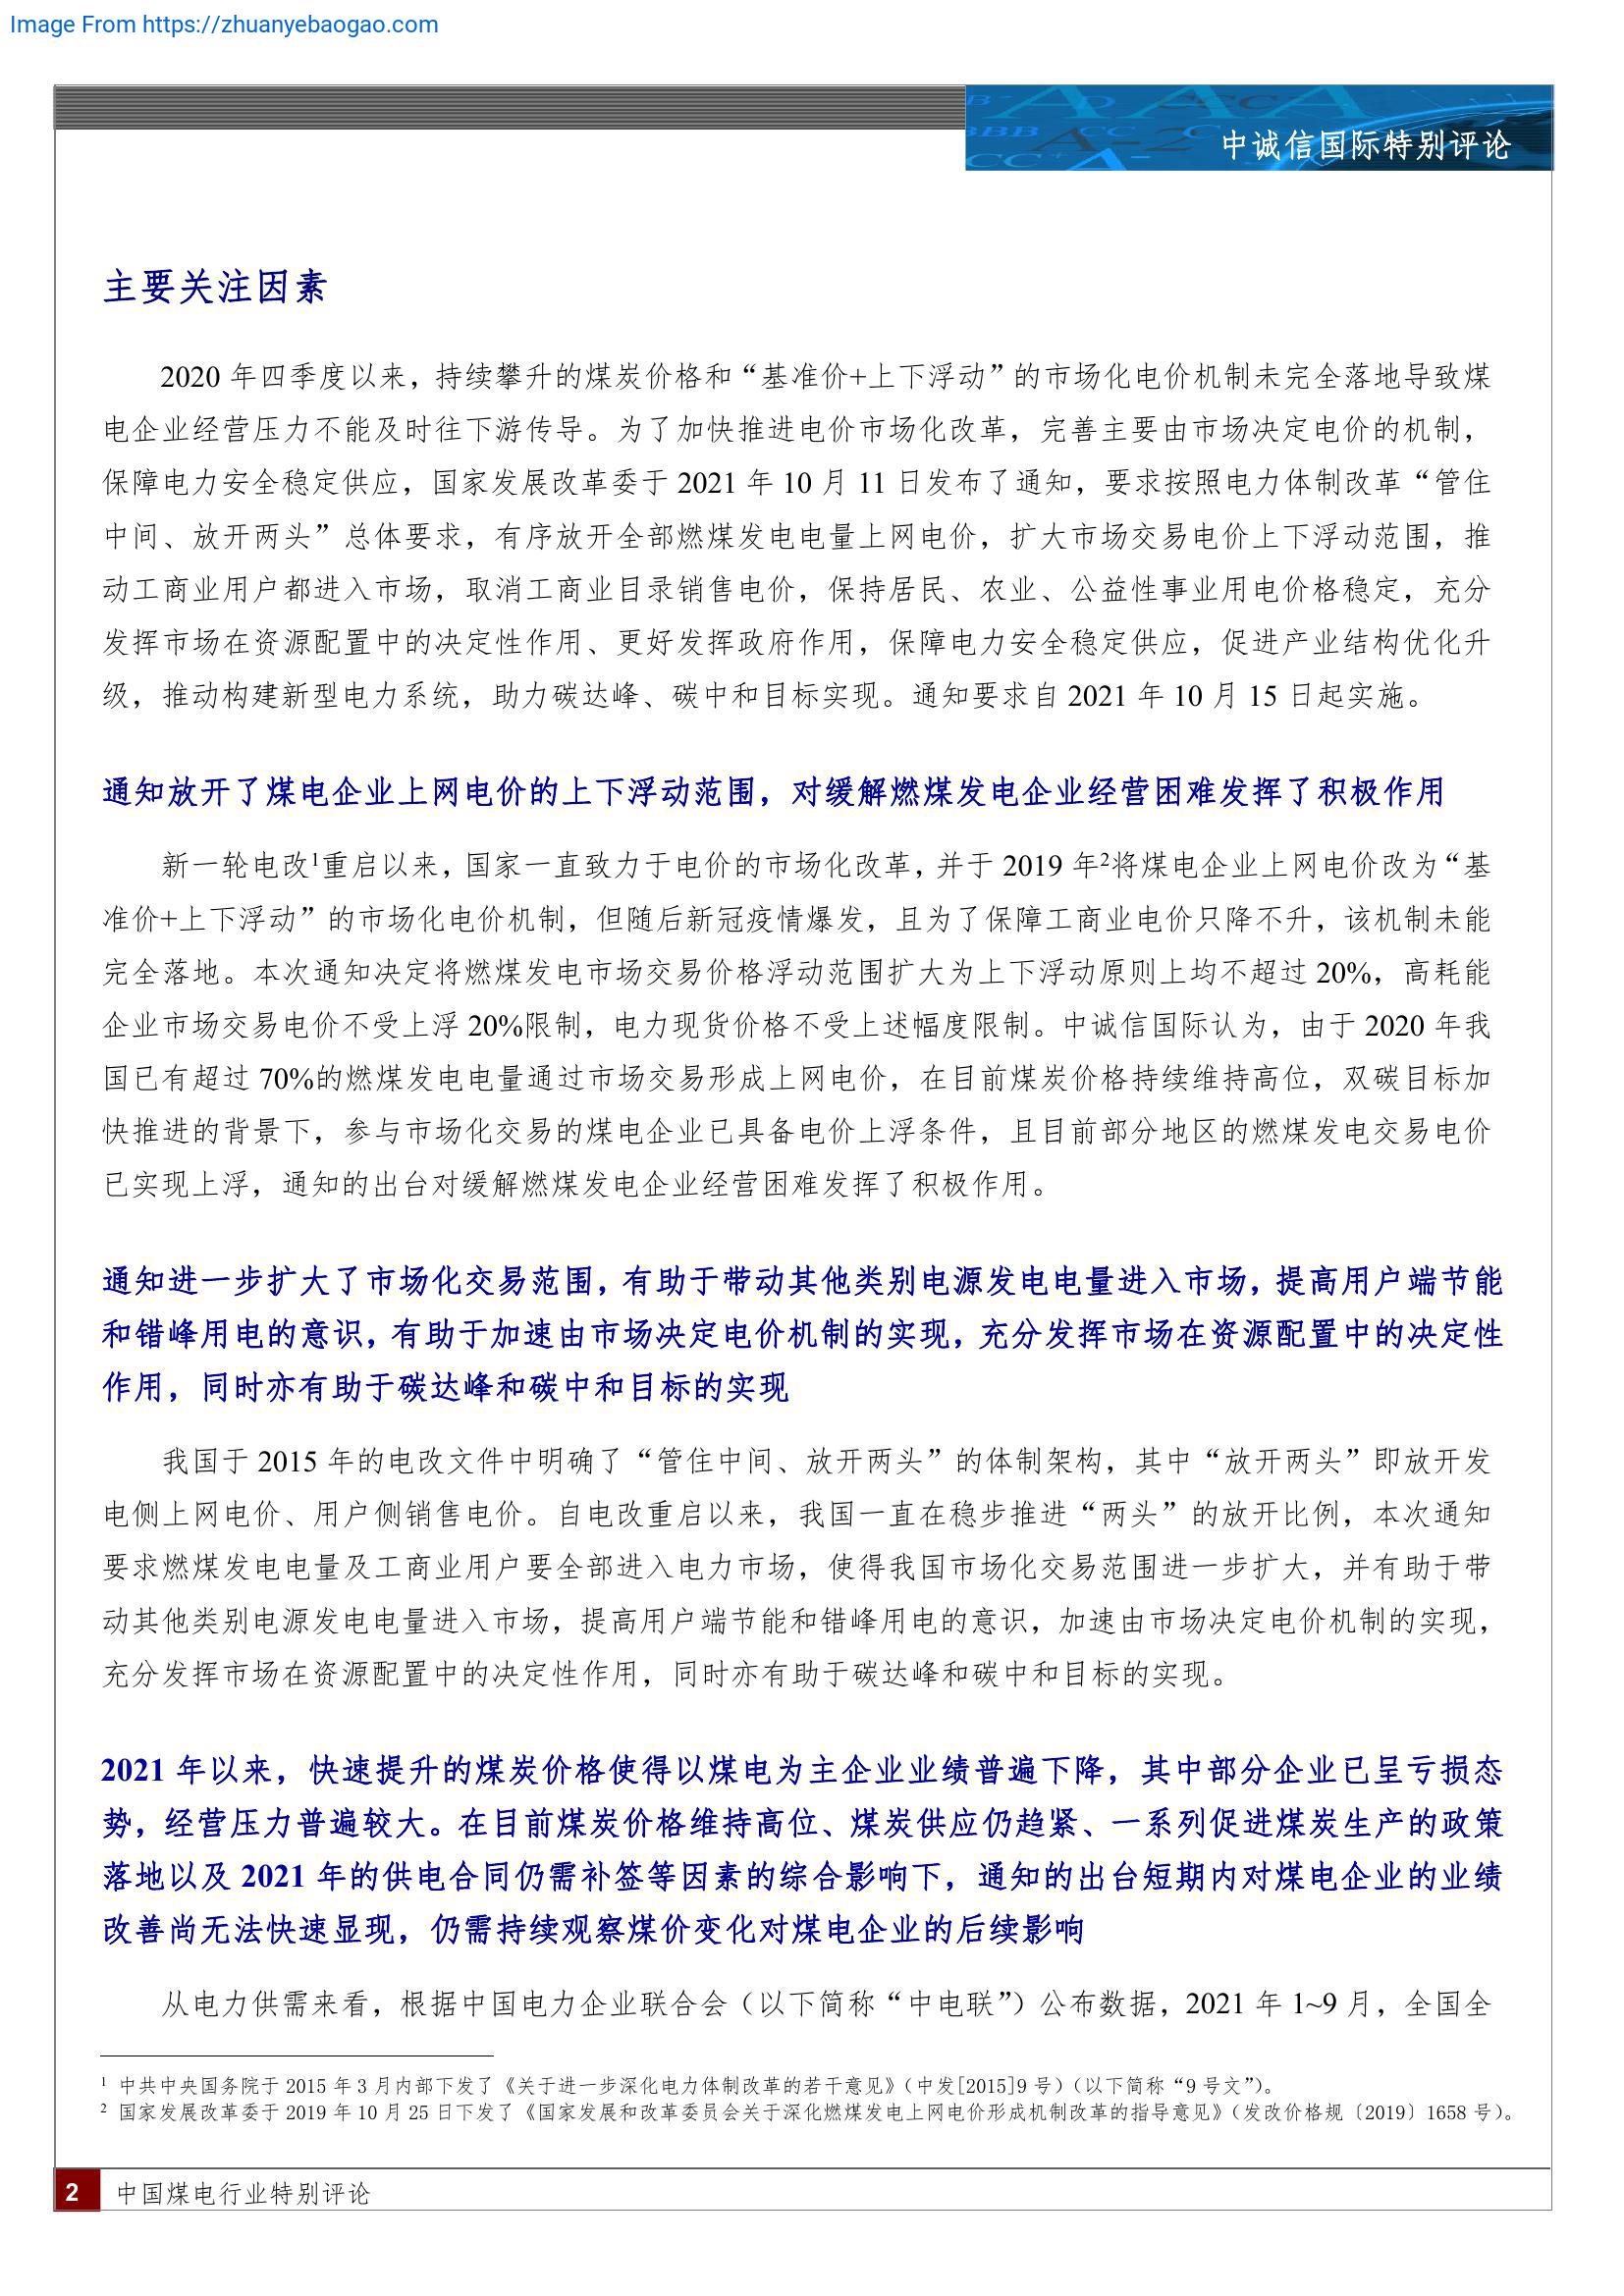 Image From https://zhuanyebaogao.com
中诚信国际特别评论
主要关注因素
2020 年四季度以来，持续攀升的煤炭价格和“基准价+上下浮动”的市场化电价机制未完全落地导致煤
电企业经营压力不能及时往下游传导。为了加快推进电价市场化改革，完善主要由市场决定电价的机制，
保障电力安全稳定供应，国家发展改革委于 2021 年 10 月 11 日发布了通知，要求按照电力体制改革“管住
中间、放开两头”总体要求，有序放开全部燃煤发电电量上网电价，扩大市场交易电价上下浮动范围，推
动工商业用户都进入市场，取消工商业目录销售电价，保持居民、农业、公益性事业用电价格稳定，充分
发挥市场在资源配置中的决定性作用、更好发挥政府作用，保障电力安全稳定供应，促进产业结构优化升
级，推动构建新型电力系统，助力碳达峰、碳中和目标实现。通知要求自 2021 年 10 月 15 日起实施。
通知放开了煤电企业上网电价的上下浮动范围，对缓解燃煤发电企业经营困难发挥了积极作用
新一轮电改1重启以来，国家一直致力于电价的市场化改革，并于 2019 年2将煤电企业上网电价改为“基
准价+上下浮动”的市场化电价机制，但随后新冠疫情爆发，且为了保障工商业电价只降不升，该机制未能
完全落地。本次通知决定将燃煤发电市场交易价格浮动范围扩大为上下浮动原则上均不超过 20%，高耗能
企业市场交易电价不受上浮 20%限制，电力现货价格不受上述幅度限制。中诚信国际认为，由于 2020 年我
国已有超过 70%的燃煤发电电量通过市场交易形成上网电价，在目前煤炭价格持续维持高位，双碳目标加
快推进的背景下，参与市场化交易的煤电企业已具备电价上浮条件，且目前部分地区的燃煤发电交易电价
已实现上浮，通知的出台对缓解燃煤发电企业经营困难发挥了积极作用。
通知进一步扩大了市场化交易范围，有助于带动其他类别电源发电电量进入市场，提高用户端节能
和错峰用电的意识，有助于加速由市场决定电价机制的实现，充分发挥市场在资源配置中的决定性
作用，同时亦有助于碳达峰和碳中和目标的实现
我国于 2015 年的电改文件中明确了“管住中间、放开两头”的体制架构，其中“放开两头”即放开发
电侧上网电价、用户侧销售电价。自电改重启以来，我国一直在稳步推进“两头”的放开比例，本次通知
要求燃煤发电电量及工商业用户要全部进入电力市场，使得我国市场化交易范围进一步扩大，并有助于带
动其他类别电源发电电量进入市场，提高用户端节能和错峰用电的意识，加速由市场决定电价机制的实现，
充分发挥市场在资源配置中的决定性作用，同时亦有助于碳达峰和碳中和目标的实现。
2021 年以来，快速提升的煤炭价格使得以煤电为主企业业绩普遍下降，其中部分企业已呈亏损态
势，经营压力普遍较大。在目前煤炭价格维持高位、煤炭供应仍趋紧、一系列促进煤炭生产的政策
落地以及 2021 年的供电合同仍需补签等因素的综合影响下，通知的出台短期内对煤电企业的业绩
改善尚无法快速显现，仍需持续观察煤价变化对煤电企业的后续影响
从电力供需来看，根据中国电力企业联合会（以下简称“中电联”）公布数据，2021 年 1~9 月，全国全
1 中共中央国务院于 2015 年 3 月内部下发了《关于进一步深化电力体制改革的若干意见》（中发[2015]9 号）（以下简称“9 号文”）。
2 国家发展改革委于 2019 年 10 月 25 日下发了《国家发展和改革委员会关于深化燃煤发电上网电价形成机制改革的指导意见》（发改价格规〔2019〕1658 号）。
2 中国煤电行业特别评论